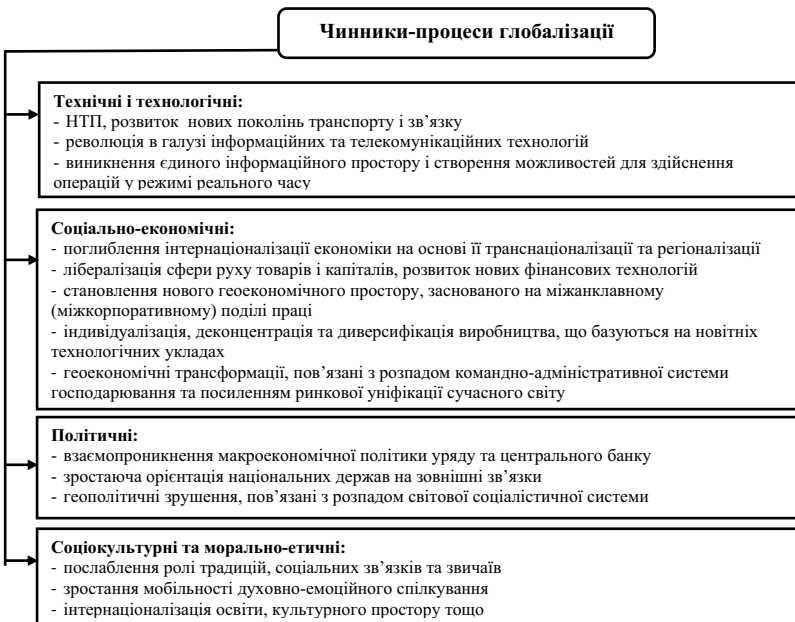 Чинники-процеси глобалізації
Технічні і технологічні:
- НТП, розвиток нових поколінь транспорту і зв’язку
- революція в галузі інформаційних та телекомунікаційних технологій
- виникнення єдиного інформаційного простору і створення можливостей для здійснення
операцій у режимі реального часу
Соціально-економічні:
- поглиблення інтернаціоналізації економіки на основі її транснаціоналізації та регіоналізації
- лібералізація сфери руху товарів і капіталів, розвиток нових фінансових технологій
- становлення нового геоекономічного простору, заснованого на міжанклавному
(міжкорпоративному) поділі праці
- індивідуалізація, деконцентрація та диверсифікація виробництва, що базуються на новітніх
технологічних укладах
- геоекономічні трансформації, пов’язані з розпадом командно-адміністративної системи
господарювання та посиленням ринкової уніфікації сучасного світу
Політичні:
- взаємопроникнення макроекономічної політики уряду та центрального банку
- зростаюча орієнтація національних держав на зовнішні зв’язки
- геополітичні зрушення, пов’язані з розпадом світової соціалістичної системи
Соціокультурні та морально-етичні:
- послаблення ролі традицій, соціальних зв’язків та звичаїв
- зростання мобільності духовно-емоційного спілкування
- інтернаціоналізація освіти, культурного простору тощо